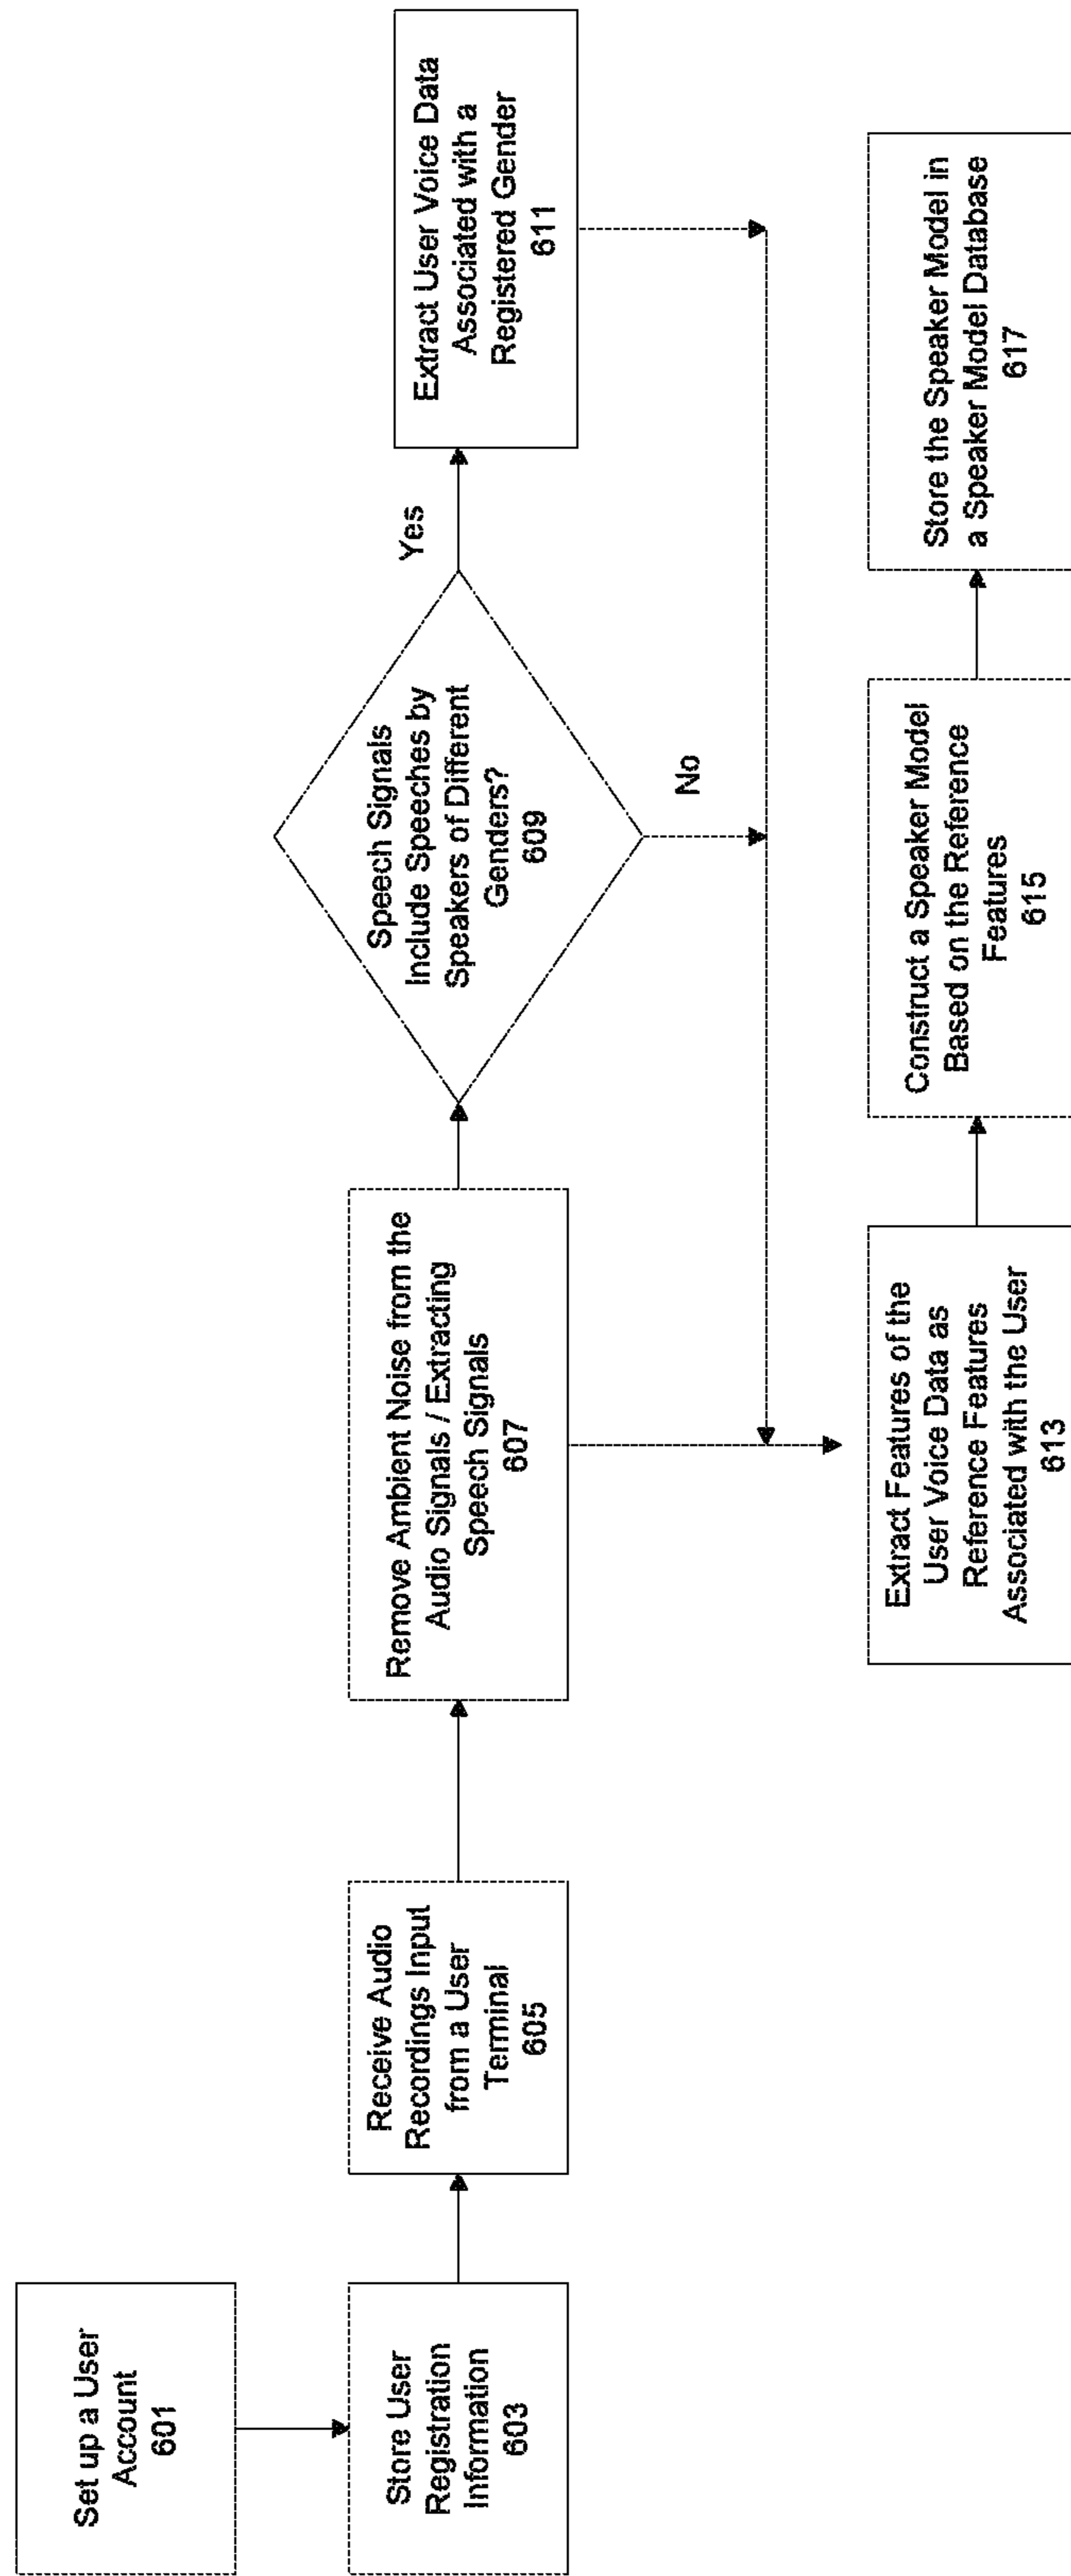 Set up a User
Account
601
Store User
Registration
Information
603
Receive Audio
Recordings Input
from a User
Terminal
605
Remove Ambient Noise from the
Audio Signals / Extracting
Speech Signals
607
Speech Signals
Include Speeches by
Speakers of Different
Genders?
609
Yes
No
Extract User Voice Data
Associated with a
Registered Gender
611
Extract Features of the
User Voice Data as
Reference Features
Associated with the User
613
Construct a Speaker Model
Based on the Reference
Features
615
Store the Speaker Model in
a Speaker Model Database
617